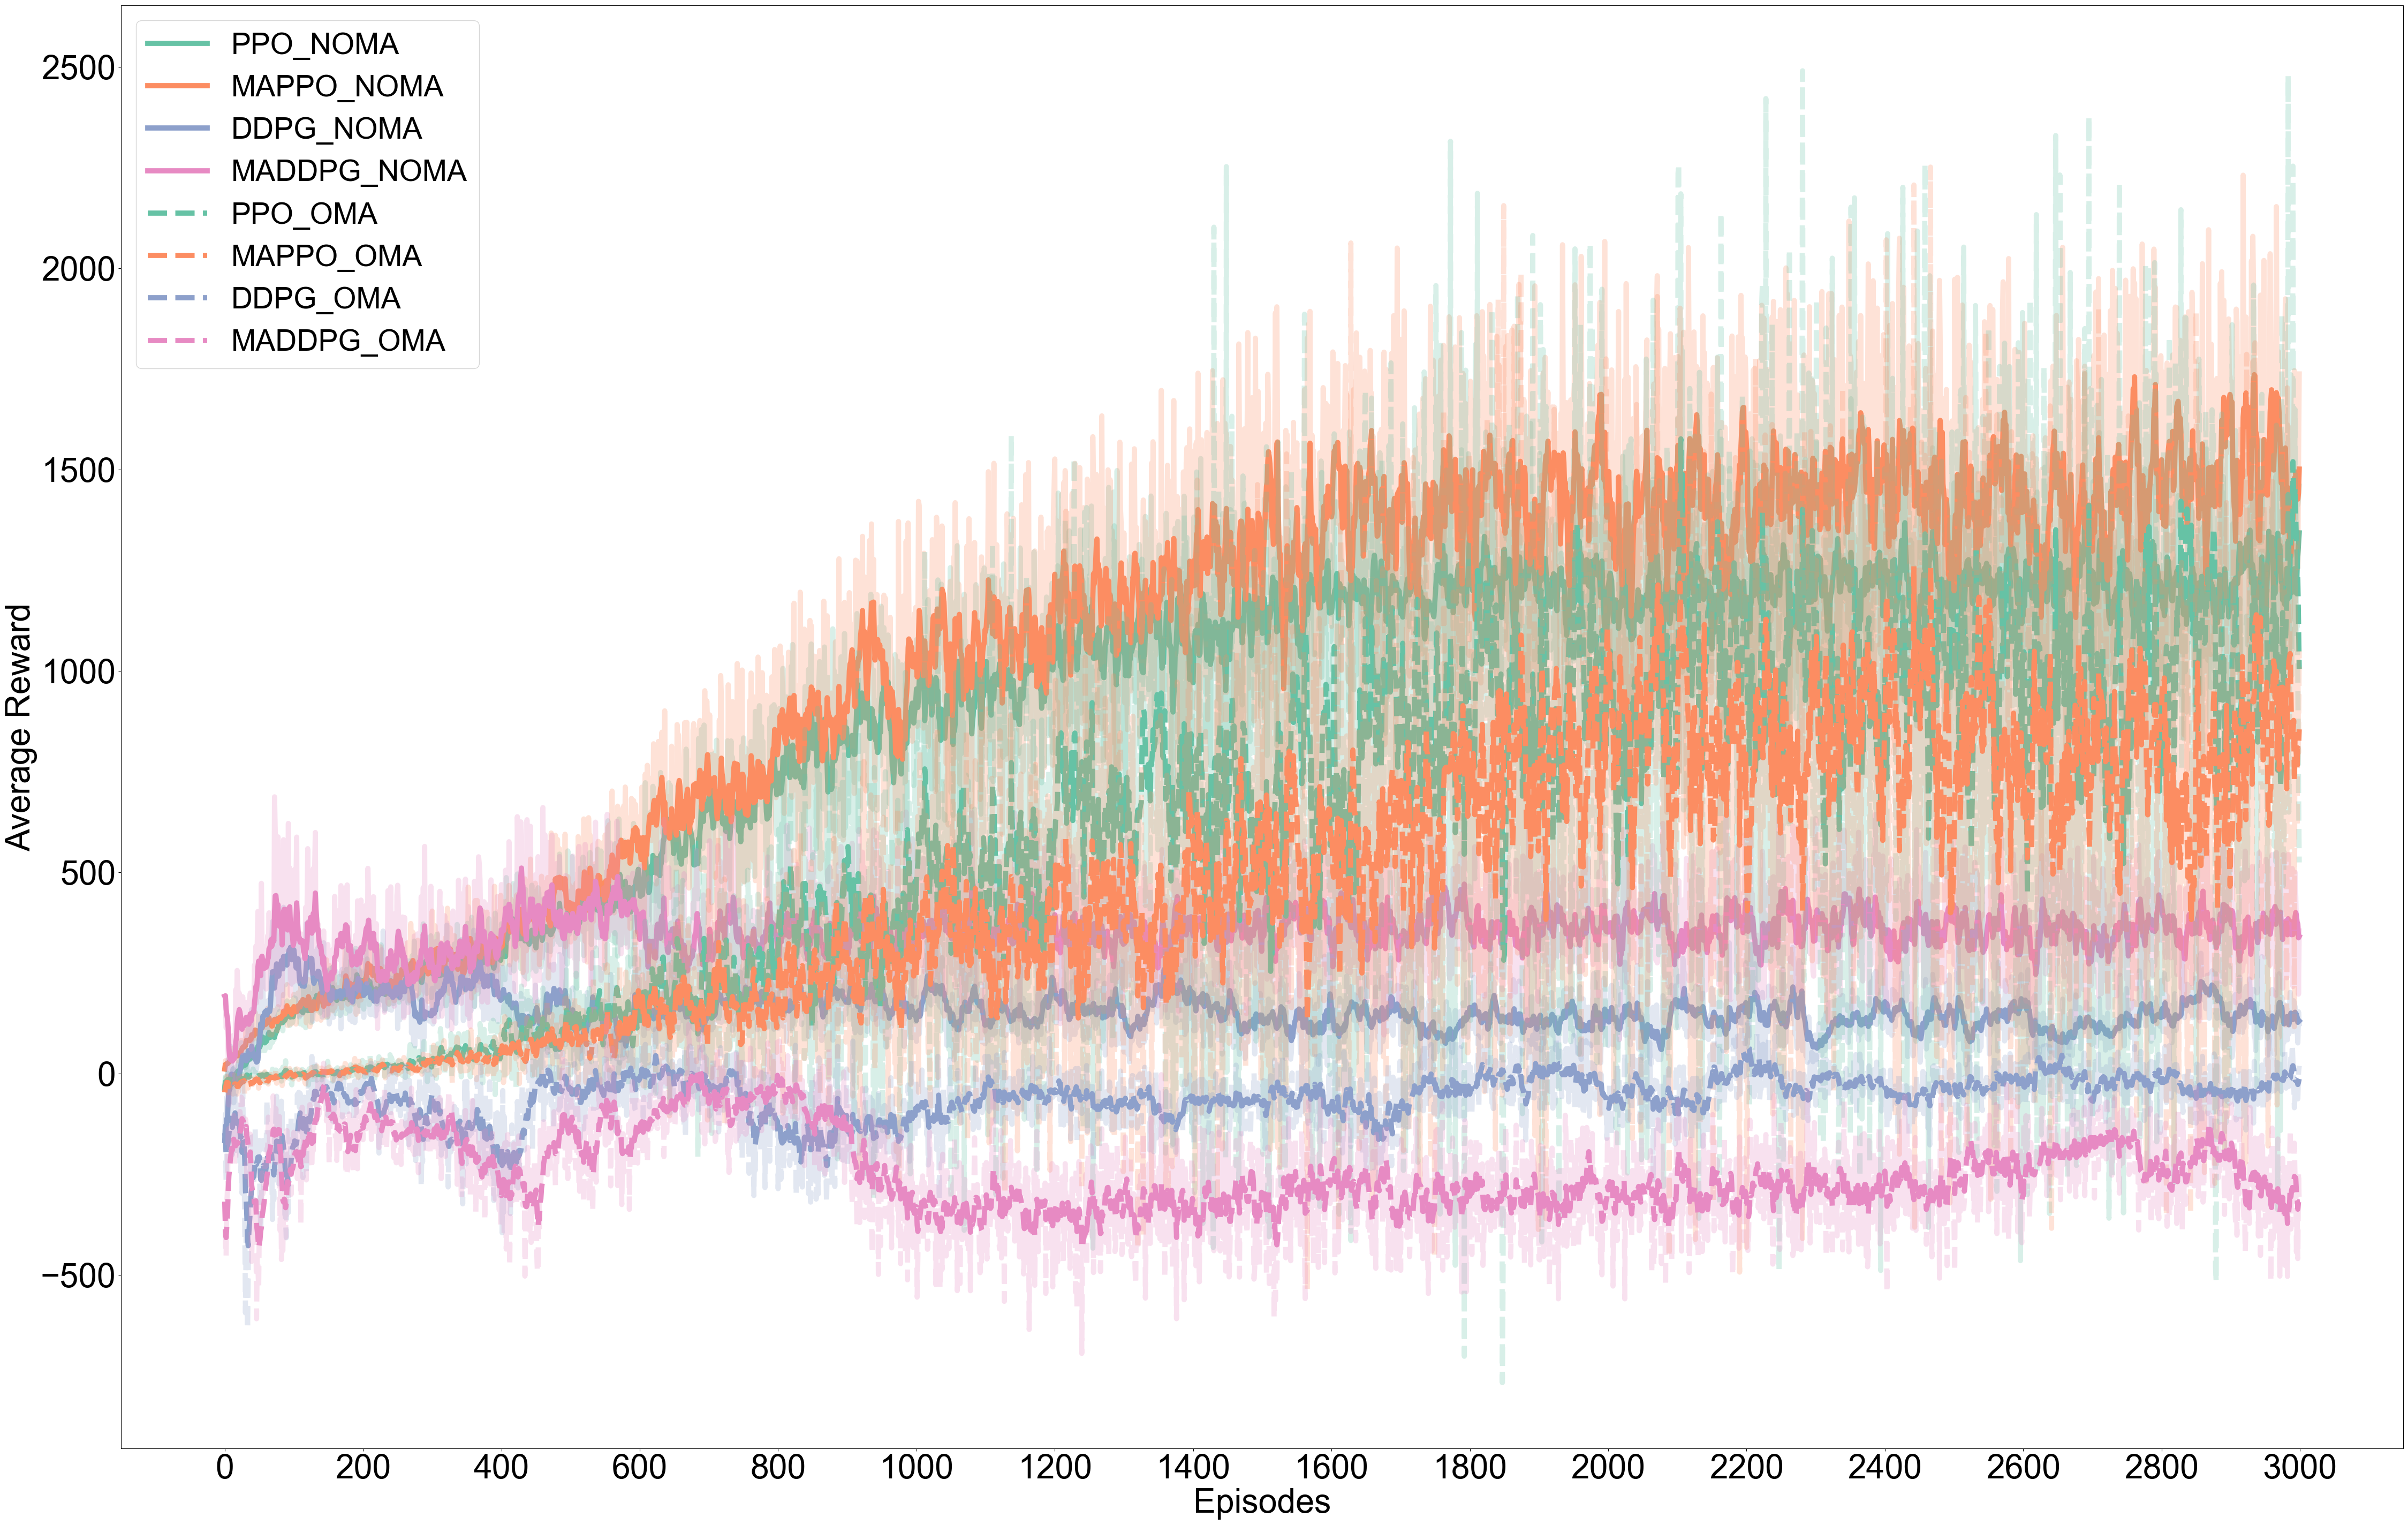 PPO_NOMA
MAPPO_NOMA
DDPG_NOMA
MADDPG_NOMA
PPO_OMA
MAPPO_OMA
DDPG_OMA
MADDPG_OMA
2500
2000
1500
1000
500
0
−500
Average Reward
0 200 400 600 800 1000 1200 1400 1600 1800 2000 2200 2400 2600 2800 3000
Episodes